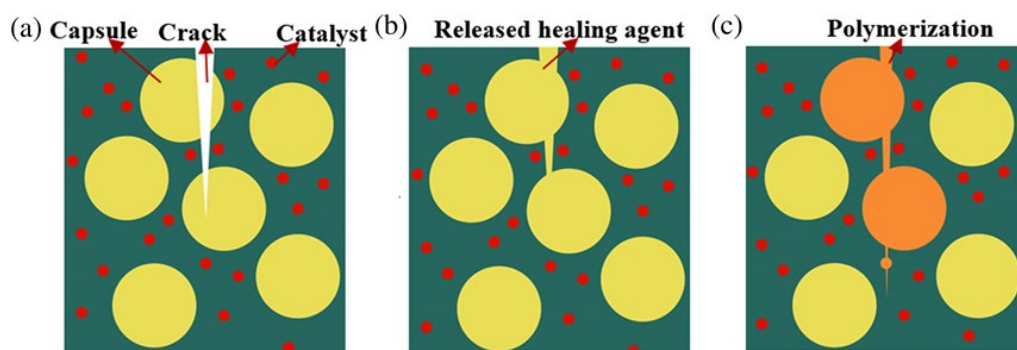 (a) Capsule Crack Catalyst
(b) Released healing agent
(c) Polymerization